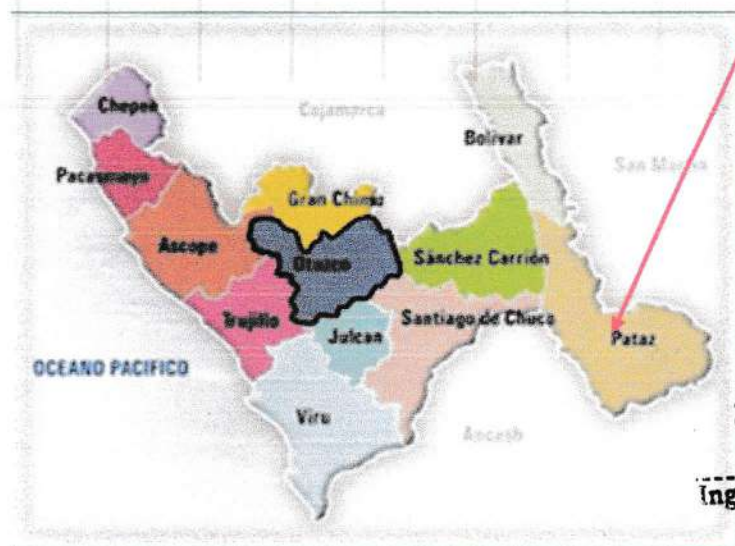 Chepen
Cajamarca
Bolivar
Pacasmayo
San Martin
Gran Chimu
Ascope
Otuzco
Sánchez Carrión
Trujillo
Julcan
Santiago de Chuco
Pataz
OCEANO PACIFICO
Viru
Ancash
Ing